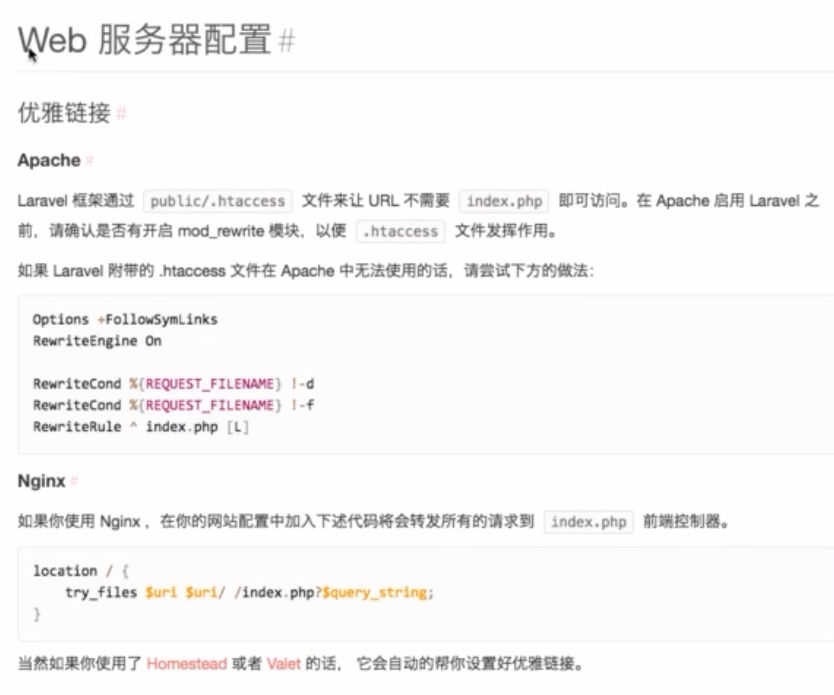 Web 服务器配置 #
优雅链接 #
Apache #
Laravel 框架通过 public/.htaccess 文件来让 URL 不需要 index.php 即可访问。在 Apache 启用 Laravel 之
前，请确认是否有开启 mod_rewrite 模块，以便 .htaccess 文件发挥作用。
如果 Laravel 附带的 .htaccess 文件在 Apache 中无法使用的话，请尝试下方的做法：
Options +FollowSymLinks
RewriteEngine On
RewriteCond %{REQUEST_FILENAME} !-d
RewriteCond %{REQUEST_FILENAME} !-f
RewriteRule ^ index.php [L]
Nginx #
如果你使用 Nginx ，在你的网站配置中加入下述代码将会转发所有的请求到 index.php 前端控制器。
location / {
    try_files $uri $uri/ /index.php?$query_string;
}
当然如果你使用了 Homestead 或者 Valet 的话， 它会自动的帮你设置好优雅链接。